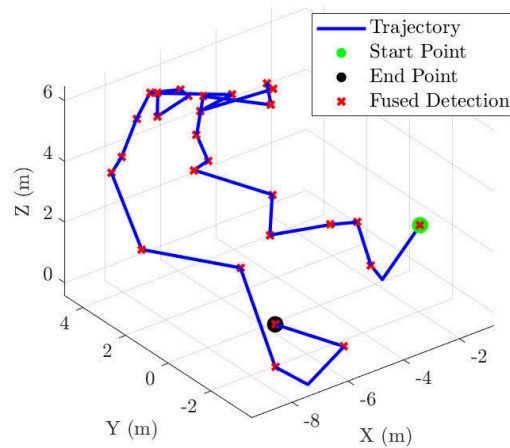 Trajectory
Start Point
End Point
Fused Detection
6
4
2
0
Z (m)
4
2
0
-2
Y (m)
-8
-6
-4
-2
X (m)